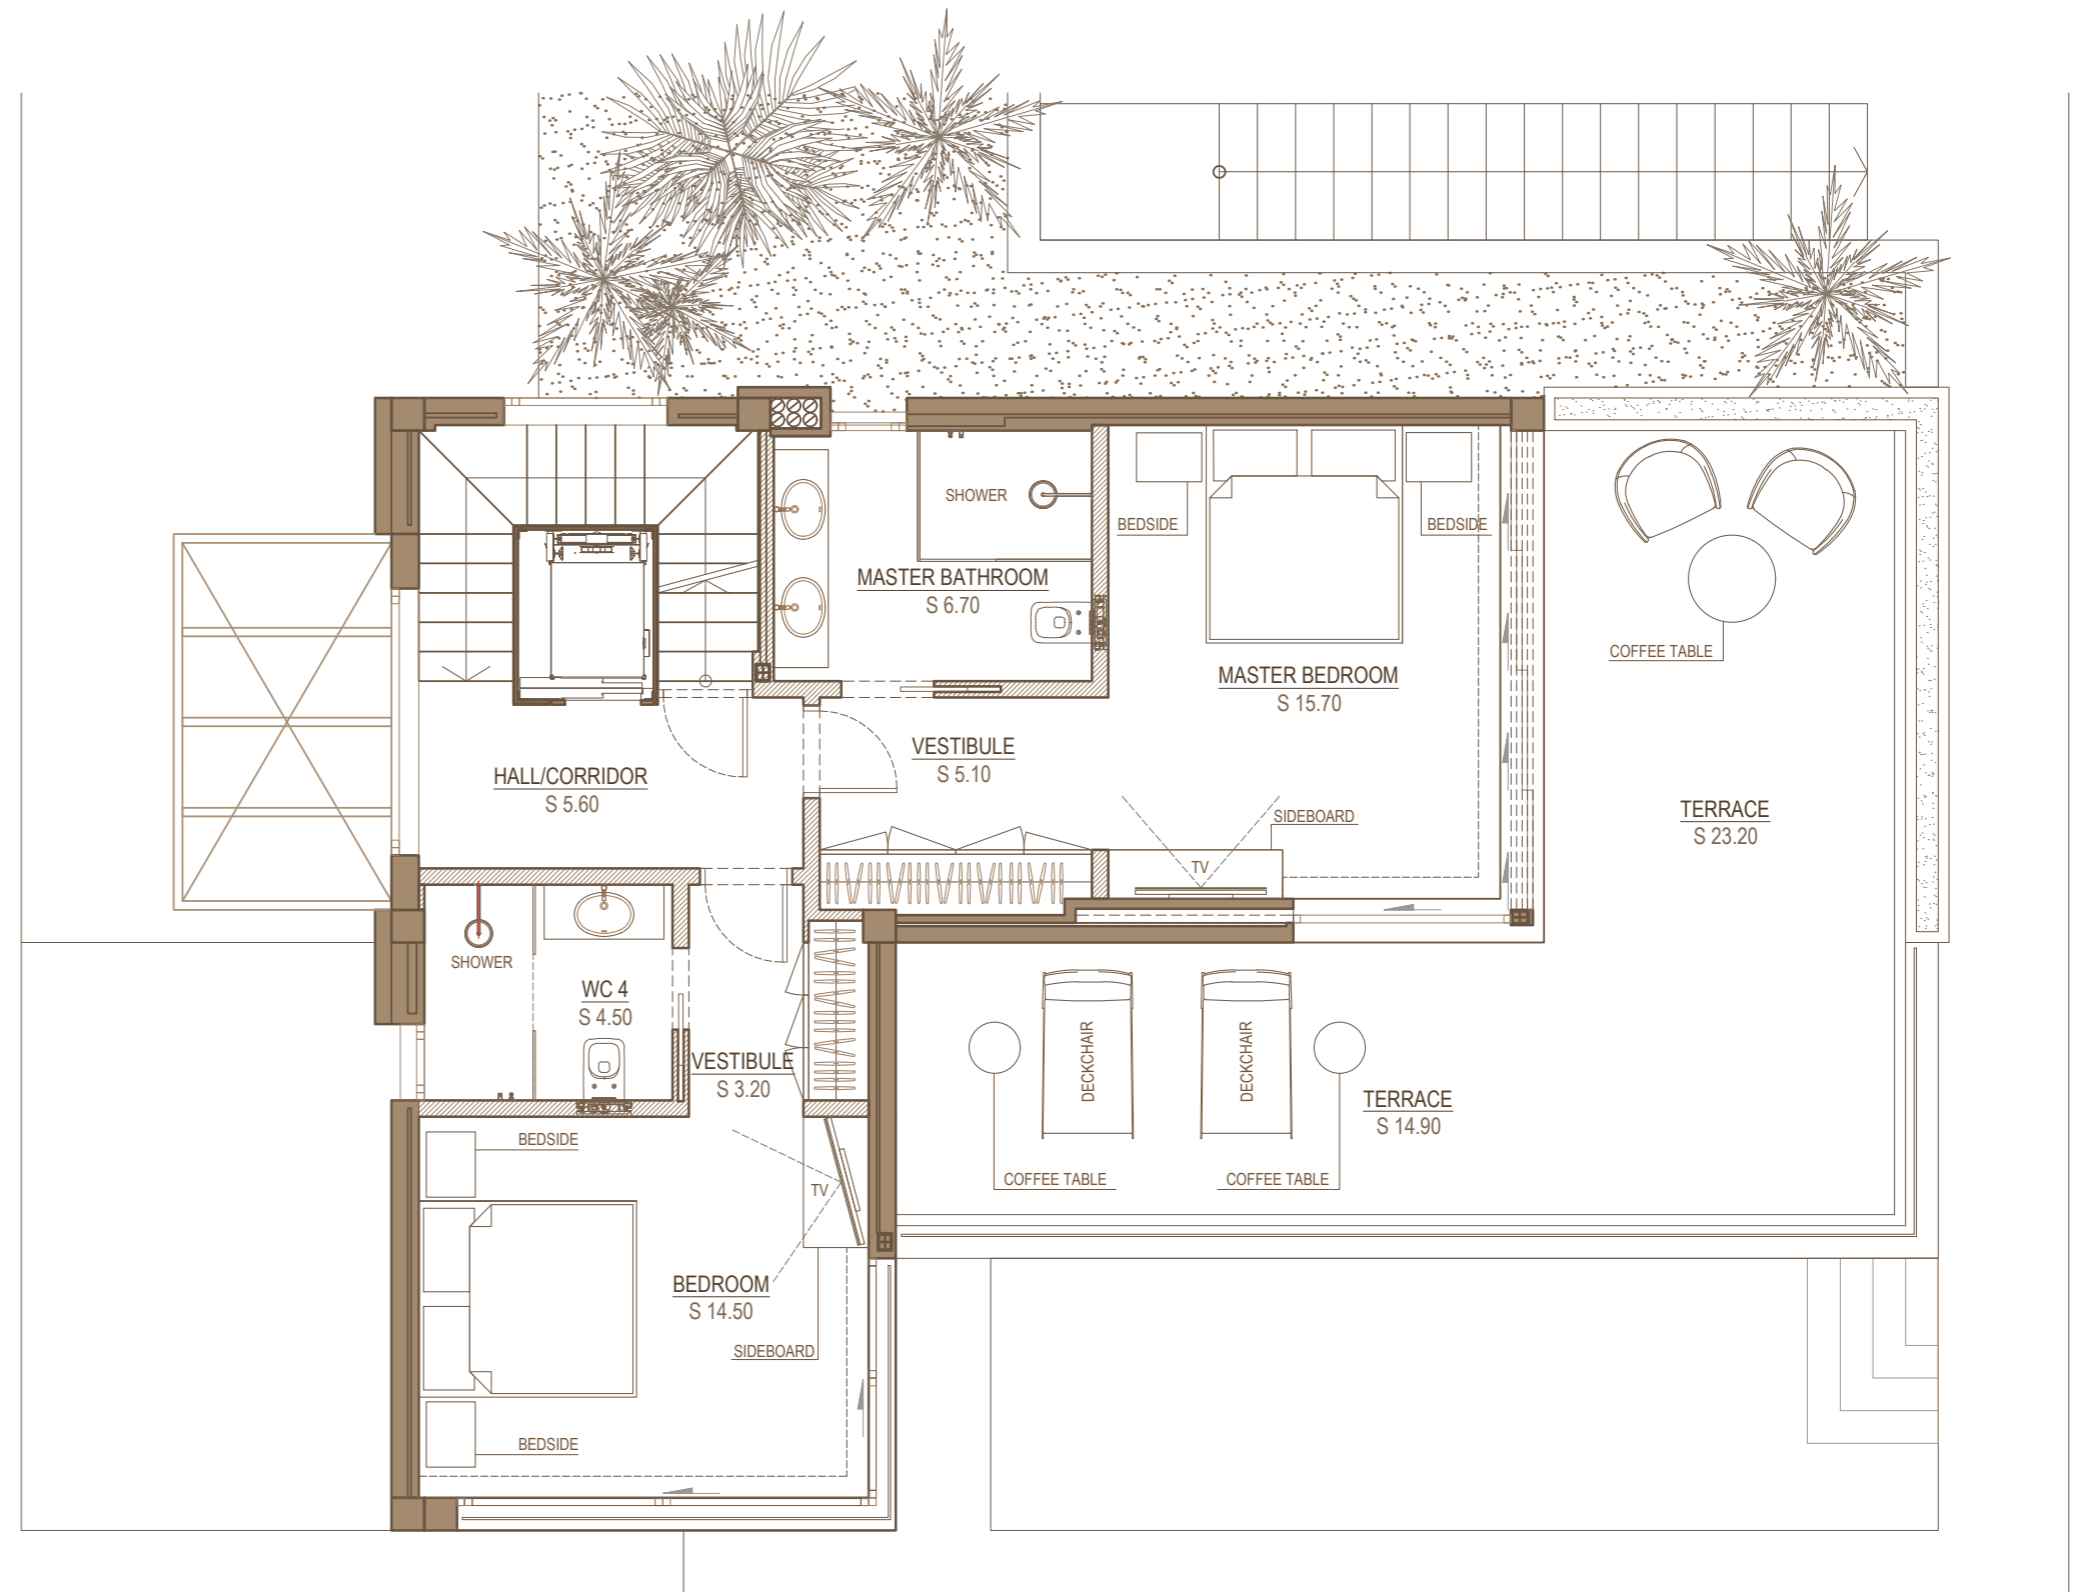 SHOWER
BEDSIDE
BEDSIDE
MASTER BATHROOM
S 6.70
COFFEE TABLE
MASTER BEDROOM
S 15.70
VESTIBULE
S 5.10
HALL/CORRIDOR
S 5.60
SIDEBOARD
TERRACE
S 23.20
TV
SHOWER
WC 4
S 4.50
VESTIBULE
S 3.20
DECKCHAIR
DECKCHAIR
TERRACE
S 14.90
BEDSIDE
COFFEE TABLE
COFFEE TABLE
TV
BEDROOM
S 14.50
SIDEBOARD
BEDSIDE